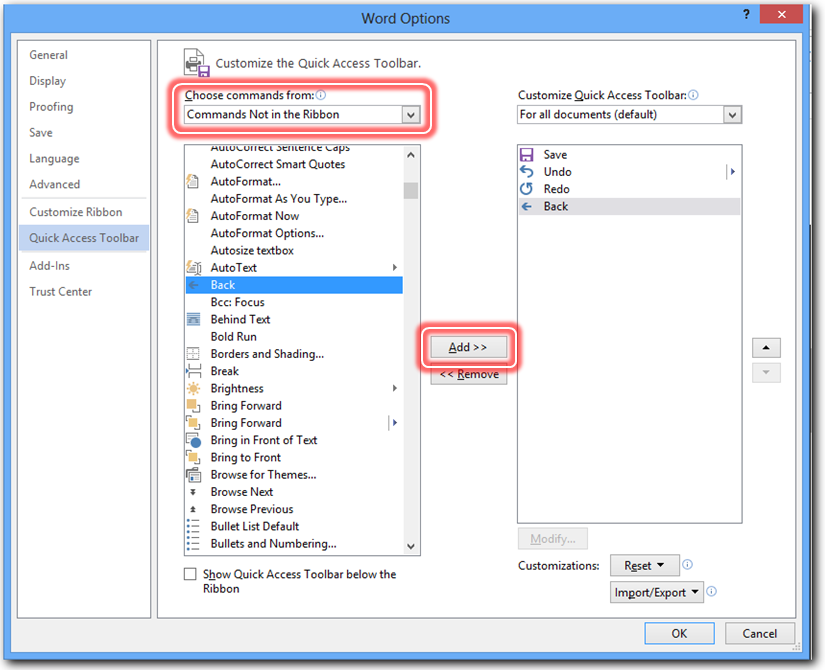 Word Options
?
General
Display
Proofing
Save
Language
Advanced
Customize Ribbon
Quick Access Toolbar
Add-Ins
Trust Center
Customize the Quick Access Toolbar.
Choose commands from:
Commands Not in the Ribbon
AutoCorrect Sentence Caps
AutoCorrect Smart Quotes
AutoFormat...
AutoFormat As You Type...
AutoFormat Now
AutoFormat Options...
Autosize textbox
AutoText
Back
Bcc: Focus
Behind Text
Bold Run
Borders and Shading...
Break
Brightness
Bring Forward
Bring Forward
Bring in Front of Text
Bring to Front
Browse for Themes...
Browse Next
Browse Previous
Bullet List Default
Bullets and Numbering...
Show Quick Access Toolbar below the
Ribbon
Add >>
<< Remove
Customize Quick Access Toolbar:
For all documents (default)
Save
Undo
Redo
Back
Modify...
Customizations:
Reset
Import/Export
OK
Cancel